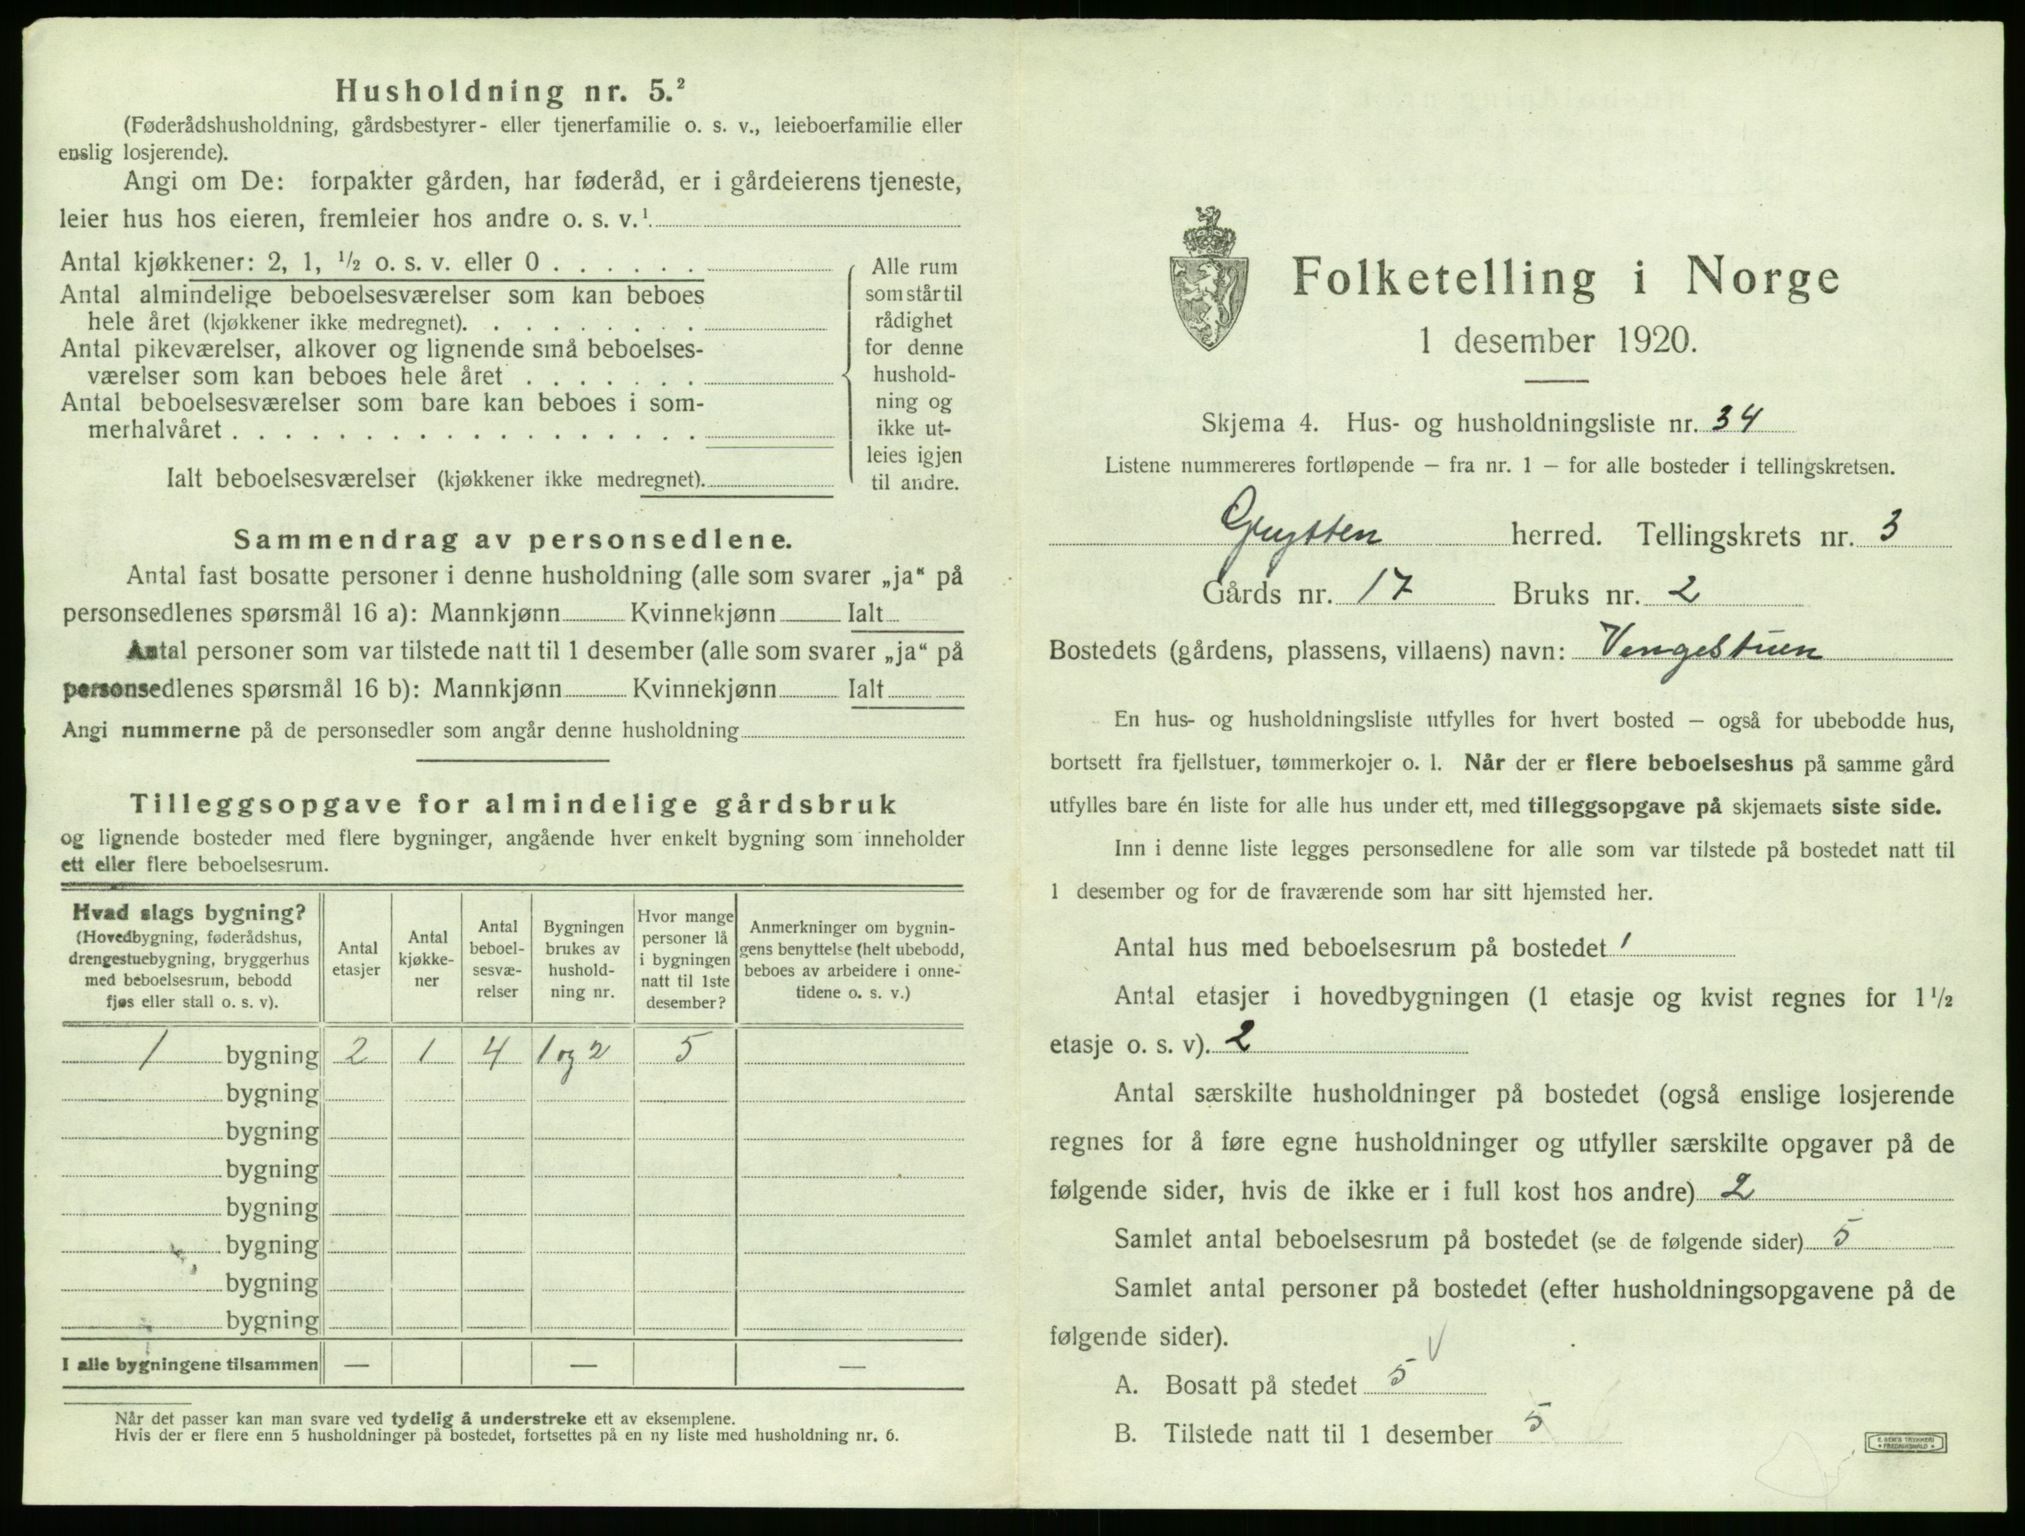 Husholdning nr. 5.²
(Føderådshusholdning, gårdsbestyrer- eller tjenerfamilie o. s. v., leieboerfamilie eller
enslig losjerende).
Angi om De: forpakter gården, har føderåd, er i gårdeierens tjeneste,
leier hus hos eieren, fremleier hos andre o. s. v.¹
Antal kjøkkener: 2, 1, ½ o. s. v. eller 0 . . . . . .
Antal almindelige beboelsesværelser som kan beboes
hele året (kjøkkener ikke medregnet). . . . . . . . .
Antal pikeværelser, alkover og lignende små beboelses-
værelser som kan beboes hele året . . . . . . .
Antal beboelsesværelser som bare kan beboes i som-
merhalvåret . . . . . . . . . . . . . . . . . .
Ialt beboelsesværelser (kjøkkener ikke medregnet).
Alle rum
som står til
rådighet
for denne
hushold-
ning og
ikke ut-
leies igjen
til andre.
Sammendrag av personsedlene.
Antal fast bosatte personer i denne husholdning (alle som svarer „ja“ på
personsedlenes spørsmål 16 a): Mannkjønn Kvinnekjønn Ialt
Antal personer som var tilstede natt til 1 desember (alle som svarer „ja“ på
personsedlenes spørsmål 16 b): Mannkjønn Kvinnekjønn Ialt
Angi nummerne på de personsedler som angår denne husholdning
Tilleggsopgave for almindelige gårdsbruk
og lignende bosteder med flere bygninger, angående hver enkelt bygning som inneholder
ett eller flere beboelsesrum.
Hvad slags bygning?
(Hovedbygning, føderådshus,
drengestuebygning, bryggerhus
med beboelsesrum, bebodd
fjøs eller stall o. s. v).
Antal
etasjer
Antal
kjøkke-
ner
Antal
beboel-
sesvæ-
relser
Bygningen
brukes av
hushold-
ning nr.
Hvor mange
personer lå
i bygningen
natt til 1ste
desember?
Anmerkninger om bygnin-
gens benyttelse (helt ubebodd,
beboes av arbeidere i onne-
tidene o. s. v.)
1 bygning 2 1 4 1 og 2 5
bygning
bygning
bygning
bygning
bygning
bygning
bygning
I alle bygningene tilsammen — — —
Når det passer kan man svare ved tydelig å understreke ett av eksemplene.
Hvis der er flere enn 5 husholdninger på bostedet, fortsettes på en ny liste med husholdning nr. 6.
Folketelling i Norge
1 desember 1920.
Skjema 4. Hus- og husholdningsliste nr. 34
Listene nummereres fortløpende – fra nr. 1 – for alle bosteder i tellingskretsen.
Grytten herred. Tellingskrets nr. 3
Gårds nr. 17 Bruks nr. 2
Bostedets (gårdens, plassens, villaens) navn: Vengestuen
En hus- og husholdningsliste utfylles for hvert bosted – også for ubebodde hus,
bortsett fra fjellstuer, tømmerkojer o. l. Når der er flere beboelseshus på samme gård
utfylles bare én liste for alle hus under ett, med tilleggsopgave på skjemaets siste side.
Inn i denne liste legges personsedlene for alle som var tilstede på bostedet natt til
1 desember og for de fraværende som har sitt hjemsted her.
Antal hus med beboelsesrum på bostedet 1
Antal etasjer i hovedbygningen (1 etasje og kvist regnes for 1½
etasje o. s. v). 2
Antal særskilte husholdninger på bostedet (også enslige losjerende
regnes for å føre egne husholdninger og utfyller særskilte opgaver på de
følgende sider, hvis de ikke er i full kost hos andre) 2
Samlet antal beboelsesrum på bostedet (se de følgende sider) 5
Samlet antal personer på bostedet (efter husholdningsopgavene på de
følgende sider).
A. Bosatt på stedet 5
B. Tilstede natt til 1 desember 5